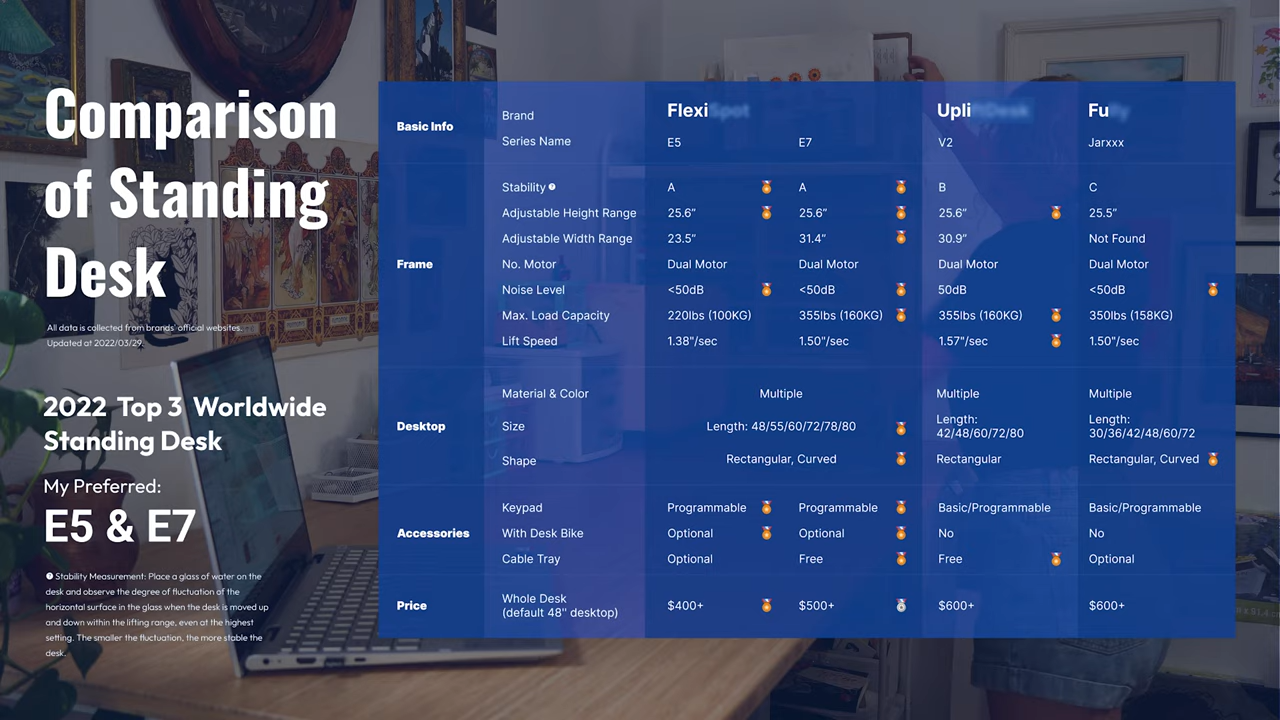 Comparison
of Standing
Desk
All data is collected from brands' official websites.
Updated at 2022/03/29.
2022 Top 3 Worldwide
Standing Desk
My Preferred:
E5 & E7
? Stability Measurement: Place a glass of water on the
desk and observe the degree of fluctuation of the
horizontal surface in the glass when the desk is moved up
and down within the lifting range, even at the highest
setting. The smaller the fluctuation, the more stable the
desk.
Basic Info
Brand FlexiSpot Upli Fu
Series Name E5 E7 V2 Jarxxx
Frame
Stability ? A A B C
Adjustable Height Range 25.6" 25.6" 25.6" 25.5"
Adjustable Width Range 23.5" 31.4" 30.9" Not Found
No. Motor Dual Motor Dual Motor Dual Motor Dual Motor
Noise Level <50dB <50dB 50dB <50dB
Max. Load Capacity 220lbs (100KG) 355lbs (160KG) 355lbs (160KG) 350lbs (158KG)
Lift Speed 1.38"/sec 1.50"/sec 1.57"/sec 1.50"/sec
Desktop
Material & Color Multiple Multiple Multiple
Size Length: 48/55/60/72/78/80 Length: 42/48/60/72/80 Length: 30/36/42/48/60/72
Shape Rectangular, Curved Rectangular Rectangular, Curved
Accessories
Keypad Programmable Programmable Basic/Programmable Basic/Programmable
With Desk Bike Optional Optional No No
Cable Tray Optional Free Free Optional
Price
Whole Desk
(default 48" desktop) $400+ $500+ $600+ $600+